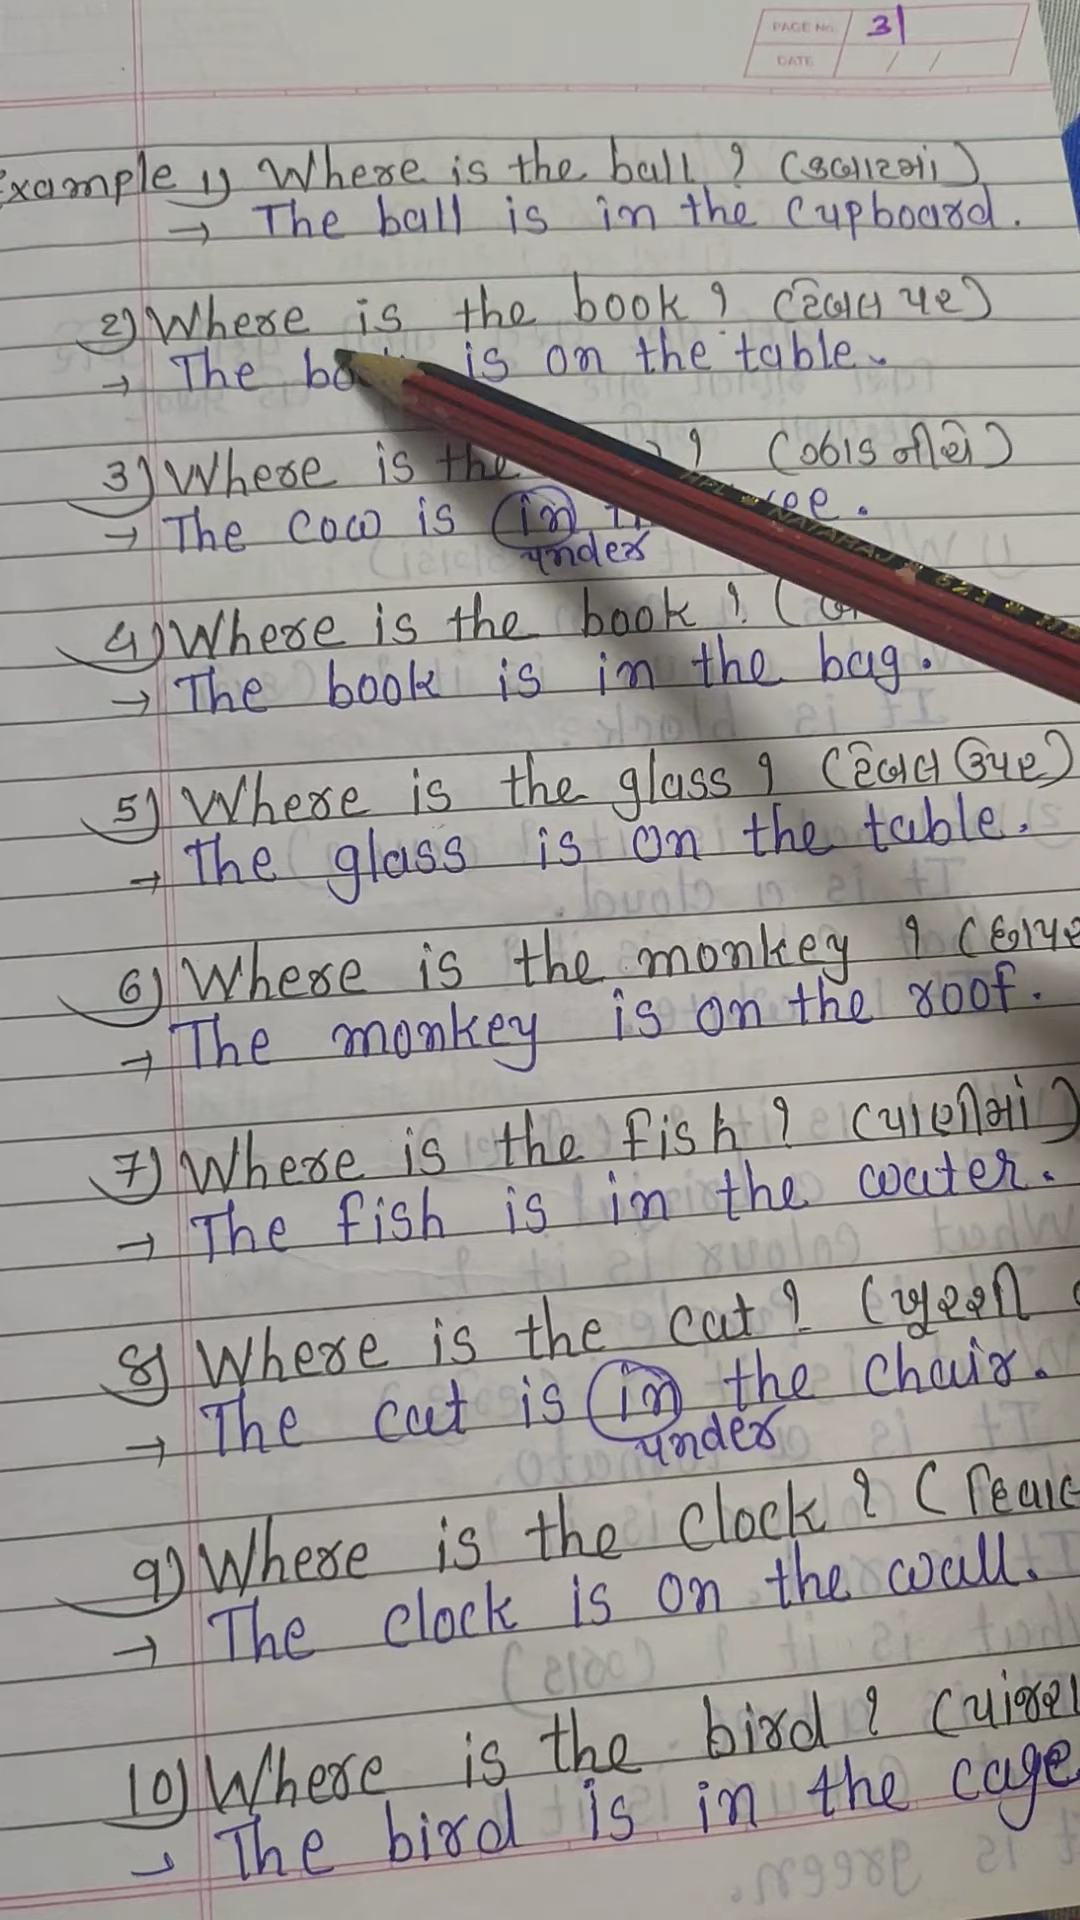 PAGE NO. 31
DATE / /
Example 1) Where is the ball ? (કબાટમાં)
→ The ball is in the cupboard.
2) Where is the book ? (ટેબલ પર)
→ The is on the table.
3) Where is the ? (ઝાડ નીચે)
→ The cow is in
under
4) Where is the book ? (
→ The book is in the bag.
5) Where is the glass ? (ટેબલ ઉપર)
→ The glass is on the table.
6) Where is the monkey ? (છાપર
→ The monkey is on the roof.
7) Where is the fish ? (પાણીમાં)
→ The fish is in the water.
8) Where is the cat ? (ખુરશી
→ The cat is in the chair.
under
9) Where is the clock ? (
→ The clock is on the wall.
10) Where is the bird ? (
→ The bird is in the cage